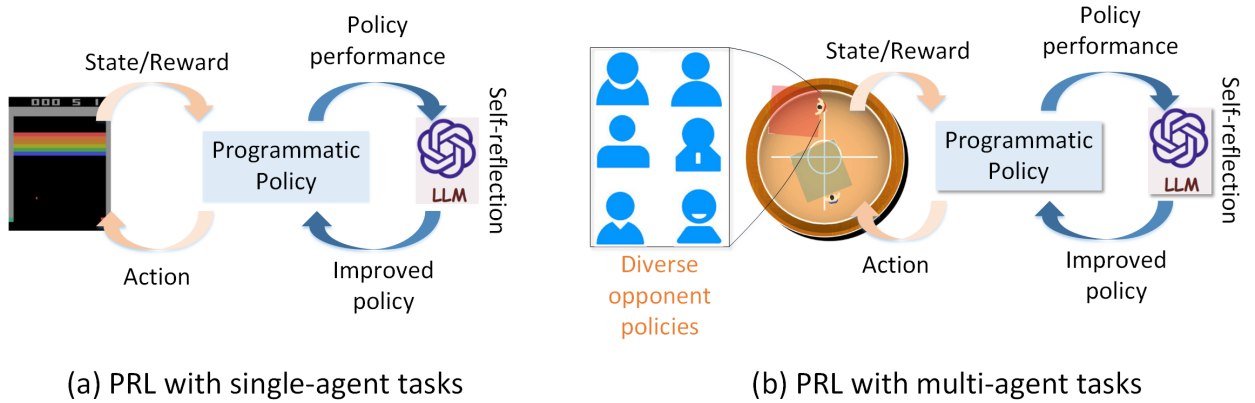 State/Reward
Policy
performance
000 5 1
Programmatic
Policy
LLM
Self-reflection
Action
Improved
policy
(a) PRL with single-agent tasks
State/Reward
Policy
performance
Programmatic
Policy
LLM
Self-reflection
Action
Improved
policy
Diverse
opponent
policies
(b) PRL with multi-agent tasks